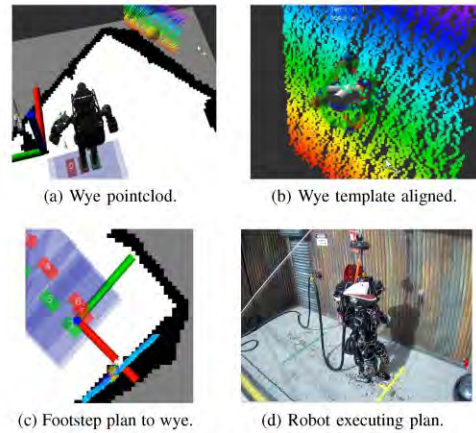 (a) Wye pointclod.
(b) Wye template aligned.
(c) Footstep plan to wye.
(d) Robot executing plan.